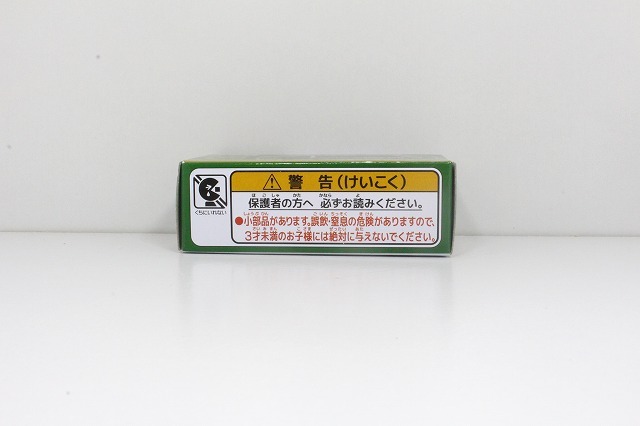 ⚠ 警告(けいこく)
保護者の方へ 必ずお読みください。
●小部品があります。誤飲・窒息の危険がありますので、
3才未満のお子様には絶対に与えないでください。
くちにいれない